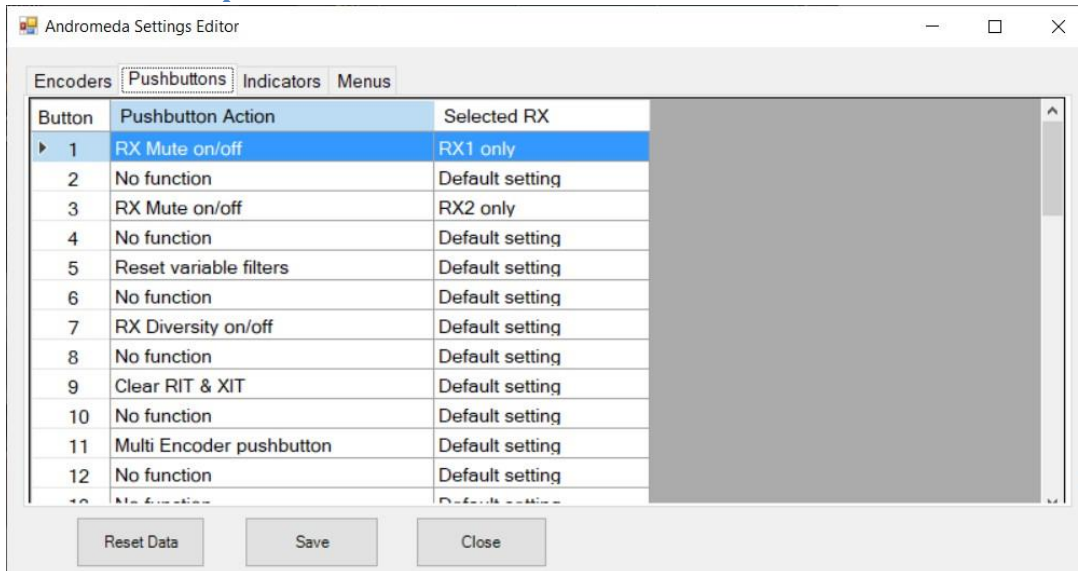 Andromeda Settings Editor
Encoders Pushbuttons Indicators Menus
Button Pushbutton Action Selected RX
1 RX Mute on/off RX1 only
2 No function Default setting
3 RX Mute on/off RX2 only
4 No function Default setting
5 Reset variable filters Default setting
6 No function Default setting
7 RX Diversity on/off Default setting
8 No function Default setting
9 Clear RIT & XIT Default setting
10 No function Default setting
11 Multi Encoder pushbutton Default setting
12 No function Default setting
Reset Data Save Close